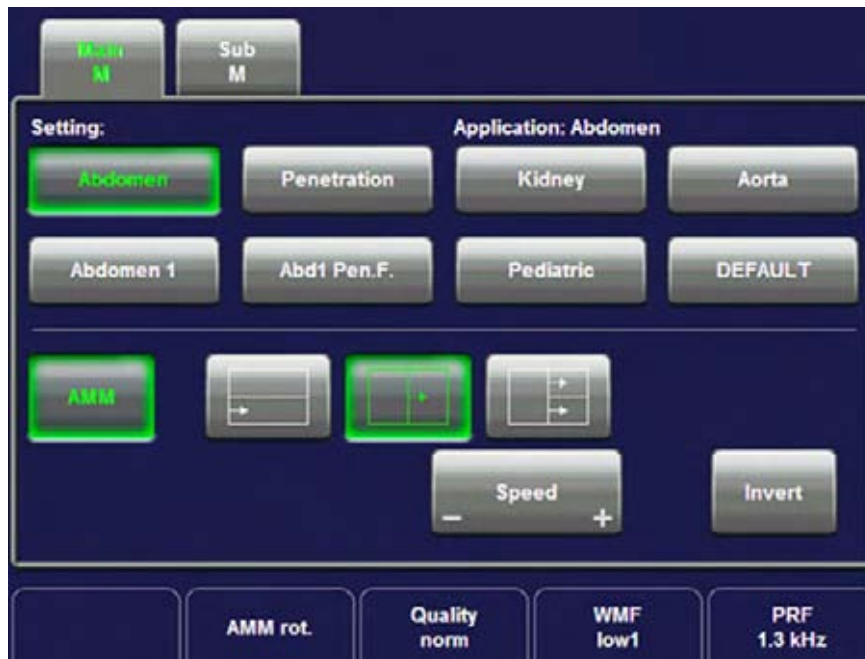 Main
M
Sub
M
Setting:
Application: Abdomen
Abdomen
Penetration
Kidney
Aorta
Abdomen 1
Abd1 Pen.F.
Pediatric
DEFAULT
AMM
Speed
− +
Invert
AMM rot.
Quality
norm
WMF
low1
PRF
1.3 kHz